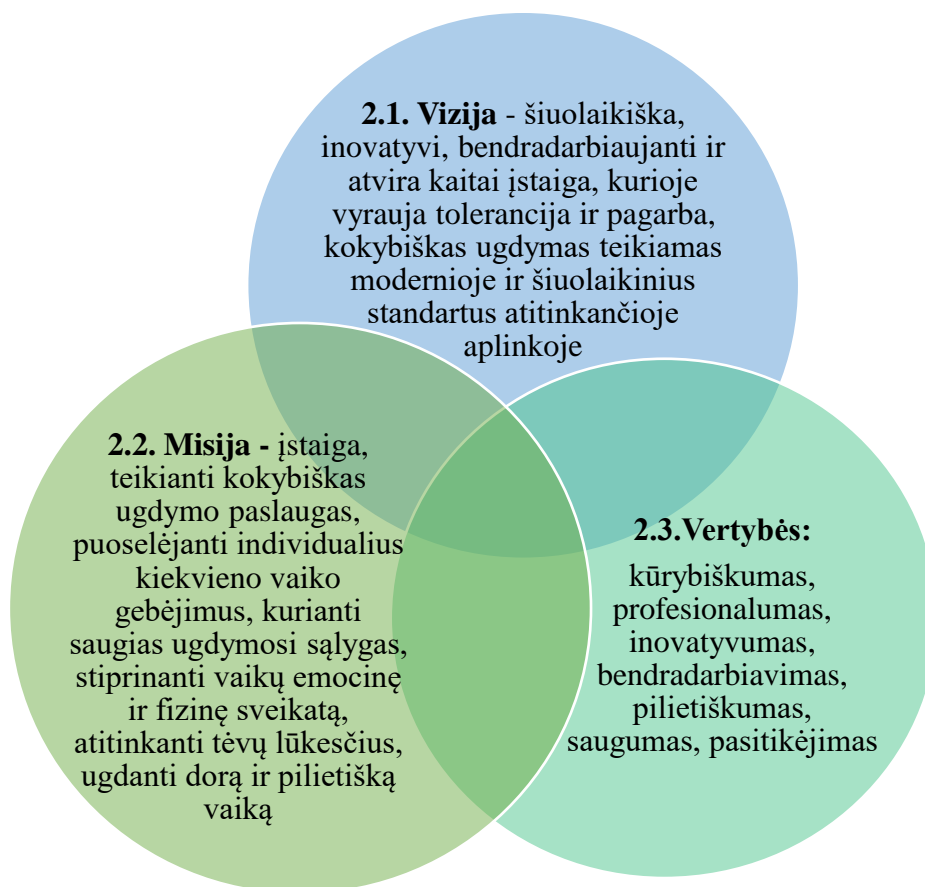 2.1. Vizija - šiuolaikiška,
inovatyvi, bendradarbiaujanti ir
atvira kaitai įstaiga, kurioje
vyrauja tolerancija ir pagarba,
kokybiškas ugdymas teikiamas
modernioje ir šiuolaikinius
standartus atitinkančioje
aplinkoje
2.2. Misija - įstaiga,
teikianti kokybiškas
ugdymo paslaugas,
puoselėjanti individualius
kiekvieno vaiko
gebėjimus, kurianti
saugias ugdymosi sąlygas,
stiprinanti vaikų emocinę
ir fizinę sveikatą,
atitinkanti tėvų lūkesčius,
ugdanti dorą ir pilietišką
vaiką
2.3.Vertybės:
kūrybiškumas,
profesionalumas,
inovatyvumas,
bendradarbiavimas,
pilietiškumas,
saugumas, pasitikėjimas